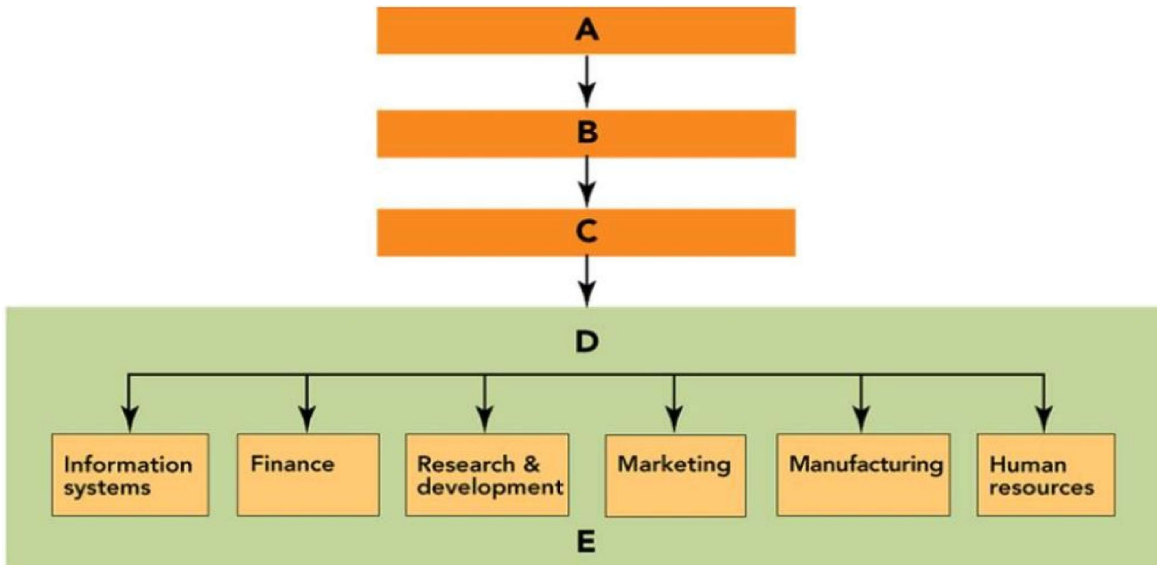 A
B
C
D
Information
systems
Finance
Research &
development
Marketing
Manufacturing
Human
resources
E